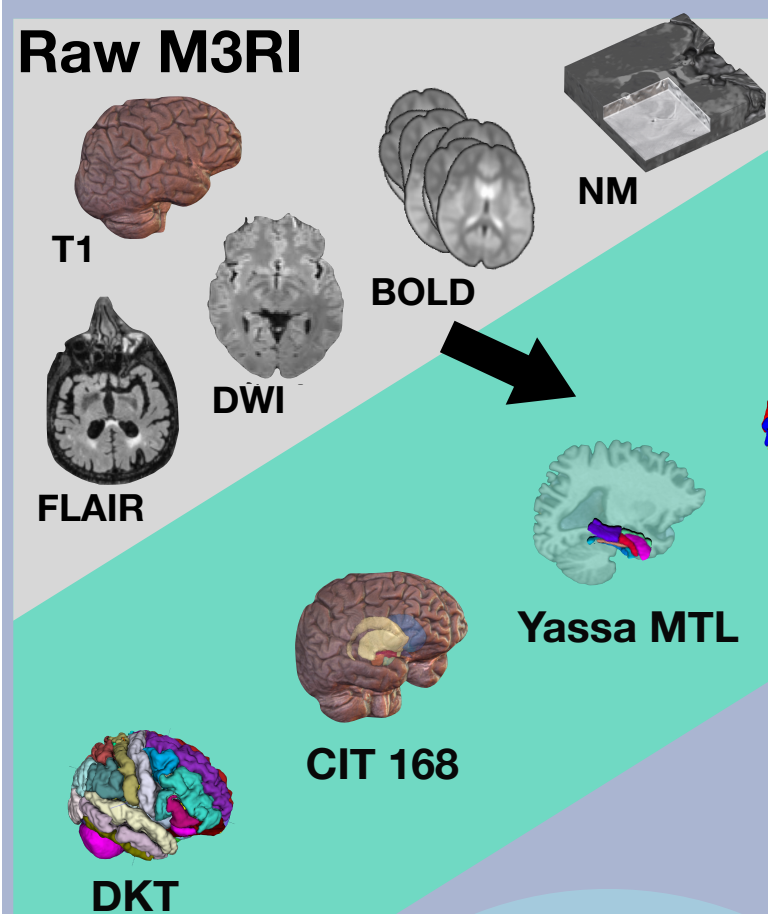 Raw M3RI
T1
BOLD
NM
DWI
FLAIR
Yassa MTL
CIT 168
DKT